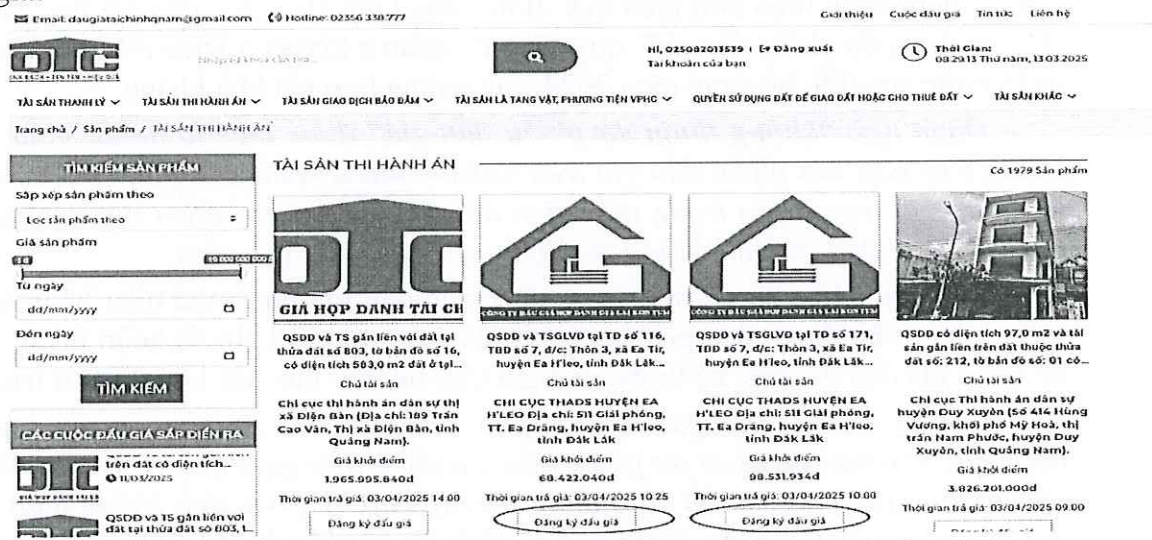 Email: daugiataichinhqnam@gmail.com
Hotline: 02356 338 777
Giới thiệu Cuộc đấu giá Tin tức Liên hệ
QTC
Hi, 025082013539 | Đăng xuất
Tài khoản của bạn
Thời Gian:
08:29:13 Thứ năm, 13.03.2025
TÀI SẢN THANH LÝ
TÀI SẢN THI HÀNH ÁN
TÀI SẢN GIAO DỊCH BẢO ĐẢM
TÀI SẢN LÀ TANG VẬT, PHƯƠNG TIỆN VPHC
QUYỀN SỬ DỤNG ĐẤT ĐỂ GIAO ĐẤT HOẶC CHO THUÊ ĐẤT
TÀI SẢN KHÁC
Trang chủ / Sản phẩm / TÀI SẢN THI HÀNH ÁN
TÌM KIẾM SẢN PHẨM
Sắp xếp sản phẩm theo
Lọc sản phẩm theo
Giá sản phẩm
Từ ngày
dd/mm/yyyy
Đến ngày
dd/mm/yyyy
TÌM KIẾM
CÁC CUỘC ĐẤU GIÁ SẮP DIỄN RA
trên đất có diện tích...
11/03/2025
QSDĐ và TS gắn liền với
đất tại thửa đất số 803, t...
TÀI SẢN THI HÀNH ÁN
Có 1979 Sản phẩm
QTC
GIÁ HỢP DANH TÀI CH
QSDĐ và TS gắn liền với đất tại
thửa đất số 803, tờ bản đồ số 16,
có diện tích 503,0 m2 đất ở tại...
Chủ tài sản
Chi cục thi hành án dân sự thị
xã Điện Bàn (Địa chỉ: 189 Trần
Cao Vân, Thị xã Điện Bàn, tỉnh
Quảng Nam).
Giá khởi điểm
1.965.995.840đ
Thời gian trả giá: 03/04/2025 14:00
Đăng ký đấu giá
CÔNG TY ĐẤU GIÁ HỢP DANH GIA LAI KON TUM
QSDĐ và TSGLVĐ tại TĐ số 116,
TBĐ số 7, đ/c: Thôn 3, xã Ea Tir,
huyện Ea H'leo, tỉnh Đắk Lắk...
Chủ tài sản
CHI CỤC THADS HUYỆN EA
H'LEO Địa chỉ: 511 Giải phóng,
TT. Ea Drăng, huyện Ea H'leo,
tỉnh Đắk Lắk
Giá khởi điểm
68.422.040đ
Thời gian trả giá: 03/04/2025 10:25
Đăng ký đấu giá
CÔNG TY ĐẤU GIÁ HỢP DANH GIA LAI KON TUM
QSDĐ và TSGLVĐ tại TĐ số 171,
TBĐ số 7, đ/c: Thôn 3, xã Ea Tir,
huyện Ea H'leo, tỉnh Đắk Lắk...
Chủ tài sản
CHI CỤC THADS HUYỆN EA
H'LEO Địa chỉ: 511 Giải phóng,
TT. Ea Drăng, huyện Ea H'leo,
tỉnh Đắk Lắk
Giá khởi điểm
98.531.934đ
Thời gian trả giá: 03/04/2025 10:00
Đăng ký đấu giá
QSDĐ có diện tích 97,0 m2 và tài
sản gắn liền trên đất thuộc thửa
đất số: 212, tờ bản đồ số: 01 có...
Chủ tài sản
Chi cục Thi hành án dân sự
huyện Duy Xuyên (Số 414 Hùng
Vương, khối phố Mỹ Hoà, thị
trấn Nam Phước, huyện Duy
Xuyên, tỉnh Quảng Nam).
Giá khởi điểm
3.826.201.000đ
Thời gian trả giá: 03/04/2025 09:00